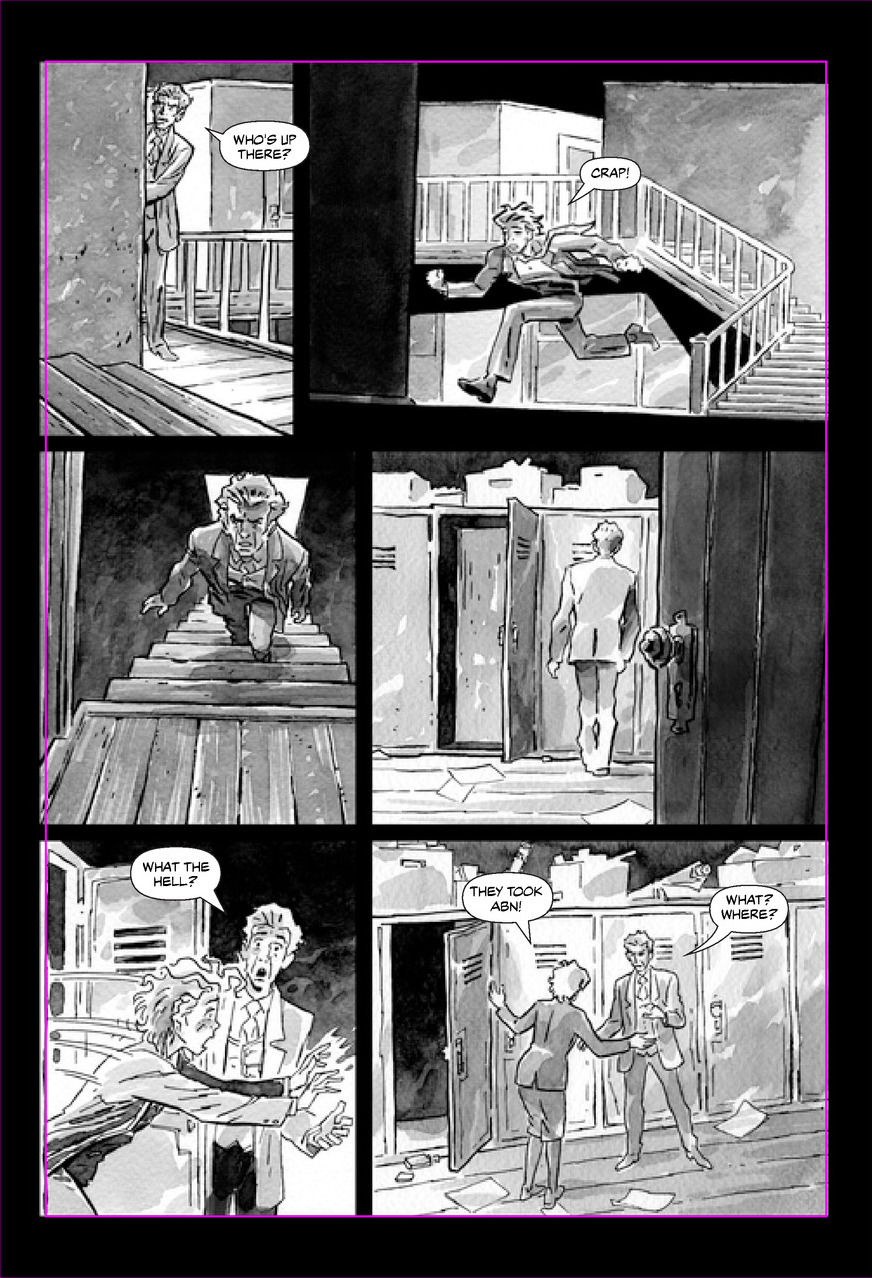 WHO'S UP
THERE?
CRAP!
WHAT THE
HELL?
THEY TOOK
ABN!
WHAT?
WHERE?